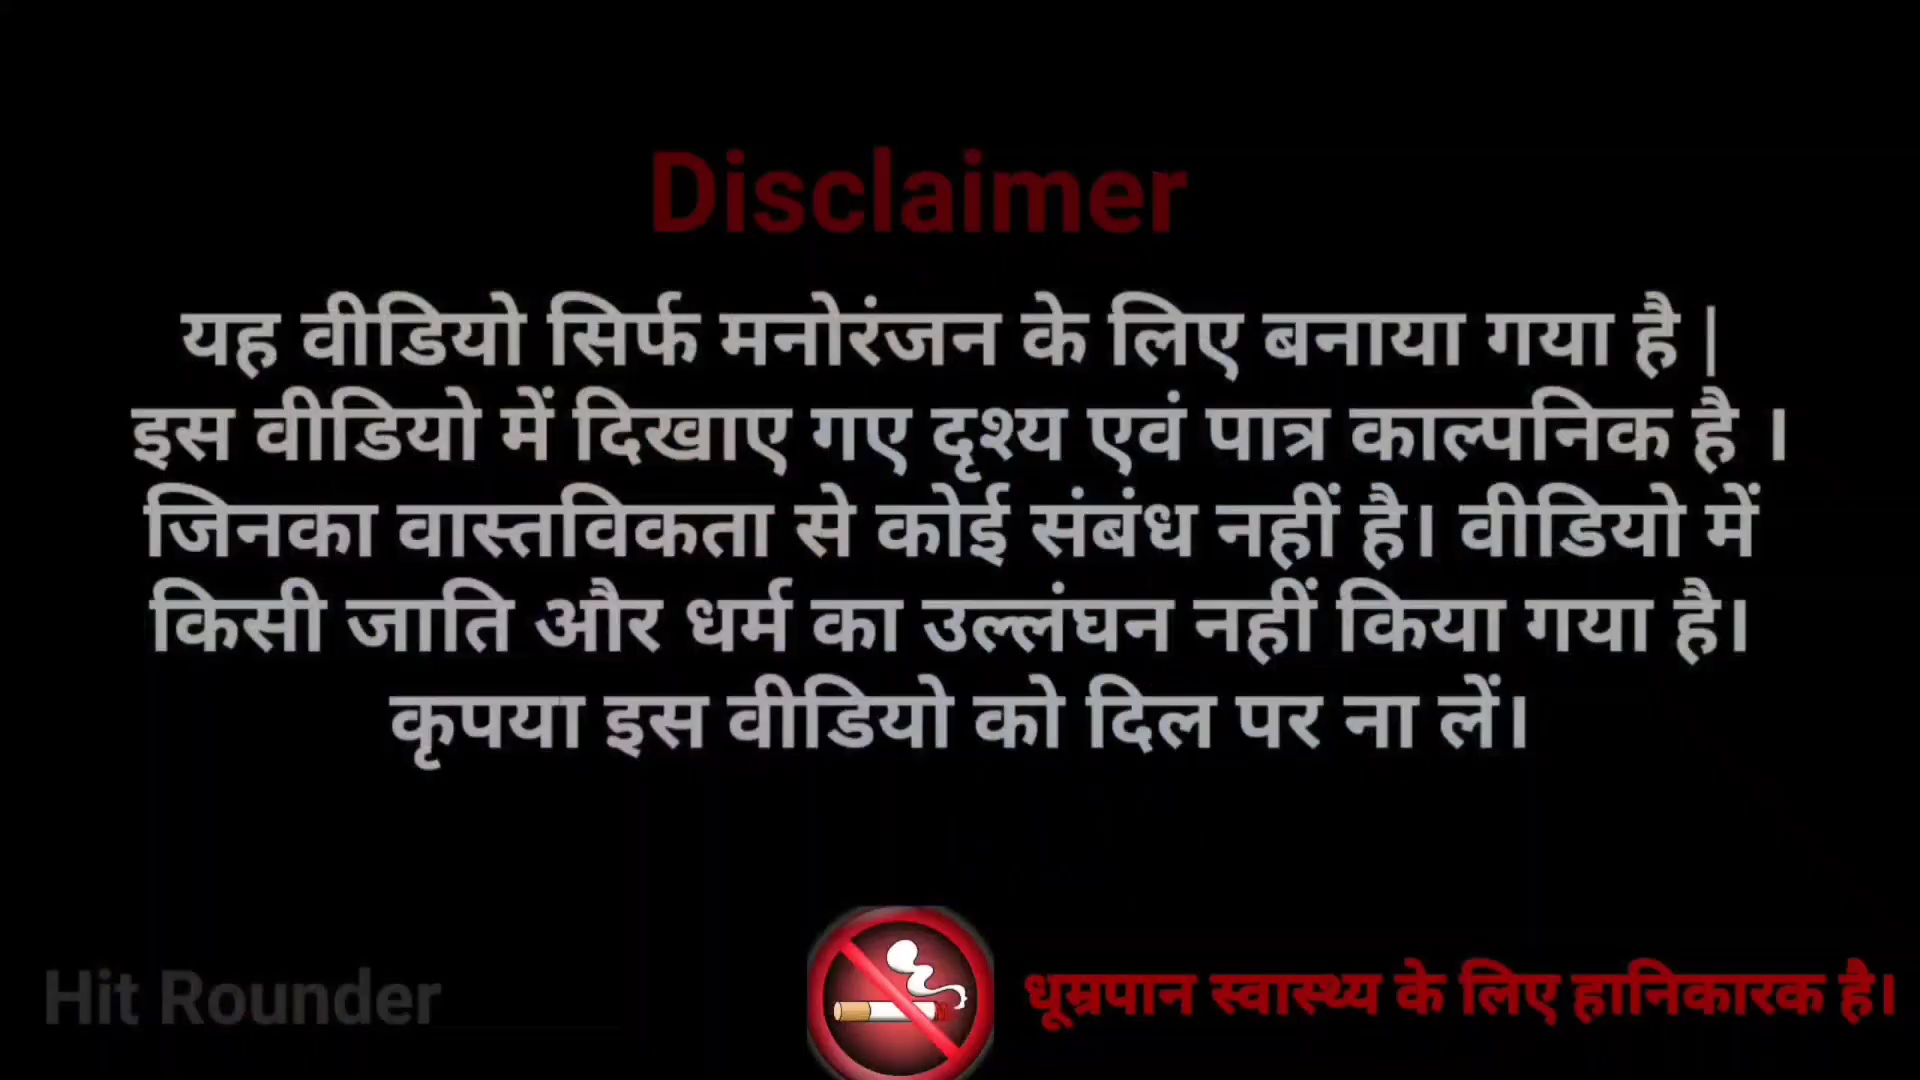 Disclaimer
यह वीडियो सिर्फ मनोरंजन के लिए बनाया गया है |
इस वीडियो में दिखाए गए दृश्य एवं पात्र काल्पनिक है ।
जिनका वास्तविकता से कोई संबंध नहीं है। वीडियो में
किसी जाति और धर्म का उल्लंघन नहीं किया गया है।
कृपया इस वीडियो को दिल पर ना लें।
Hit Rounder
धूम्रपान स्वास्थ्य के लिए हानिकारक है।